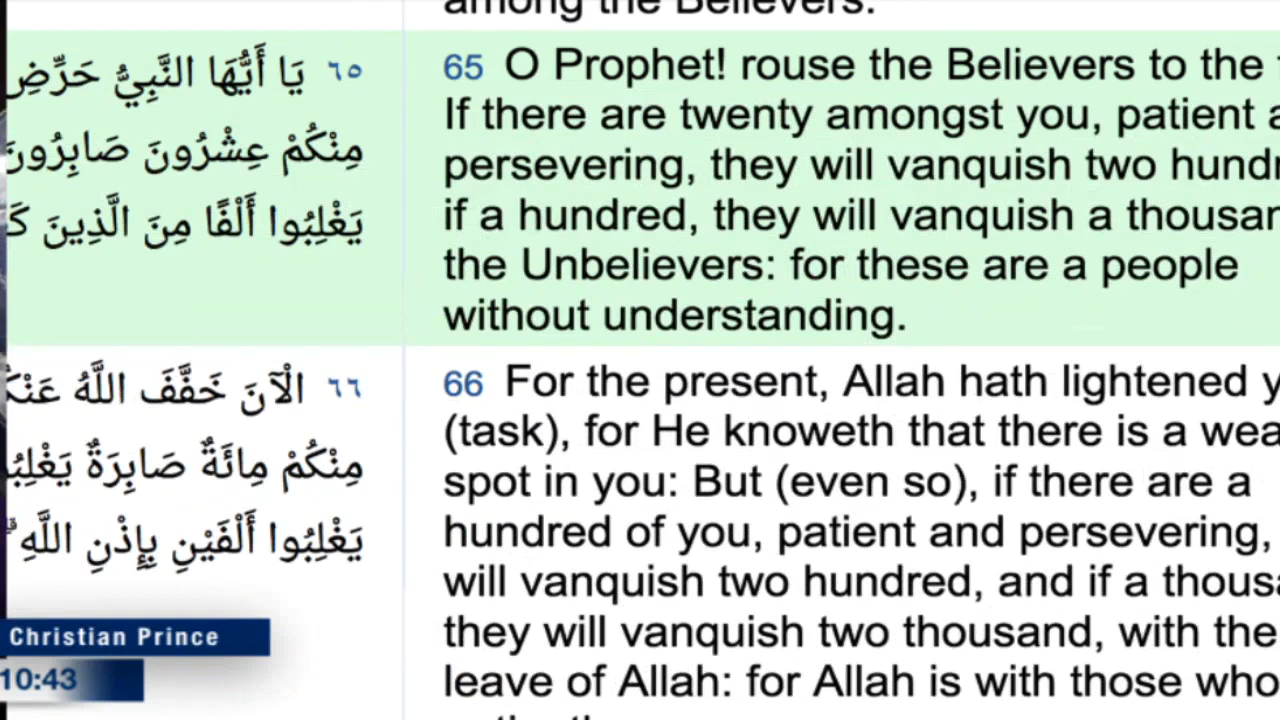 among the Believers.
٦٥ يَا أَيُّهَا النَّبِيُّ حَرِّضِ
مِنْكُمْ عِشْرُونَ صَابِرُونَ
يَغْلِبُوا أَلْفًا مِنَ الَّذِينَ
65 O Prophet! rouse the Believers to the
If there are twenty amongst you, patient
persevering, they will vanquish two
if a hundred, they will vanquish a
the Unbelievers: for these are a people
without understanding.
٦٦ الْآنَ خَفَّفَ اللَّهُ
مِنْكُمْ مِائَةٌ صَابِرَةٌ
يَغْلِبُوا أَلْفَيْنِ بِإِذْنِ اللَّهِ ۗ
66 For the present, Allah hath lightened
(task), for He knoweth that there is a
spot in you: But (even so), if there are a
hundred of you, patient and persevering,
will vanquish two hundred, and if a
they will vanquish two thousand, with the
leave of Allah: for Allah is with those who
Christian Prince
10:43